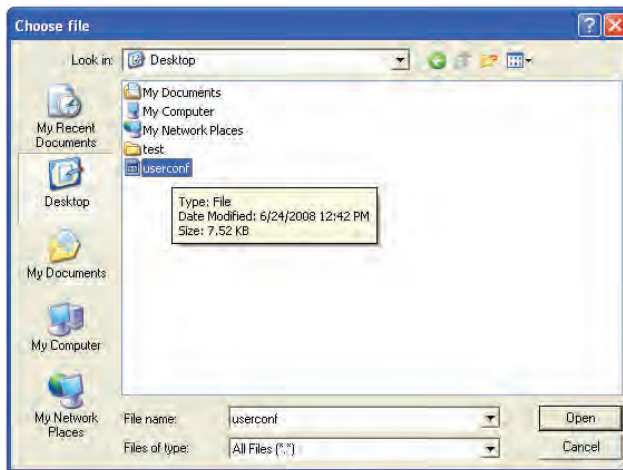 Choose file
Look in:
Desktop
My Recent
Documents
Desktop
My Documents
My Computer
My Network
Places
My Documents
My Computer
My Network Places
test
userconf
Type: File
Date Modified: 6/24/2008 12:42 PM
Size: 7.52 KB
File name:
userconf
Open
Files of type:
All Files (*.*)
Cancel